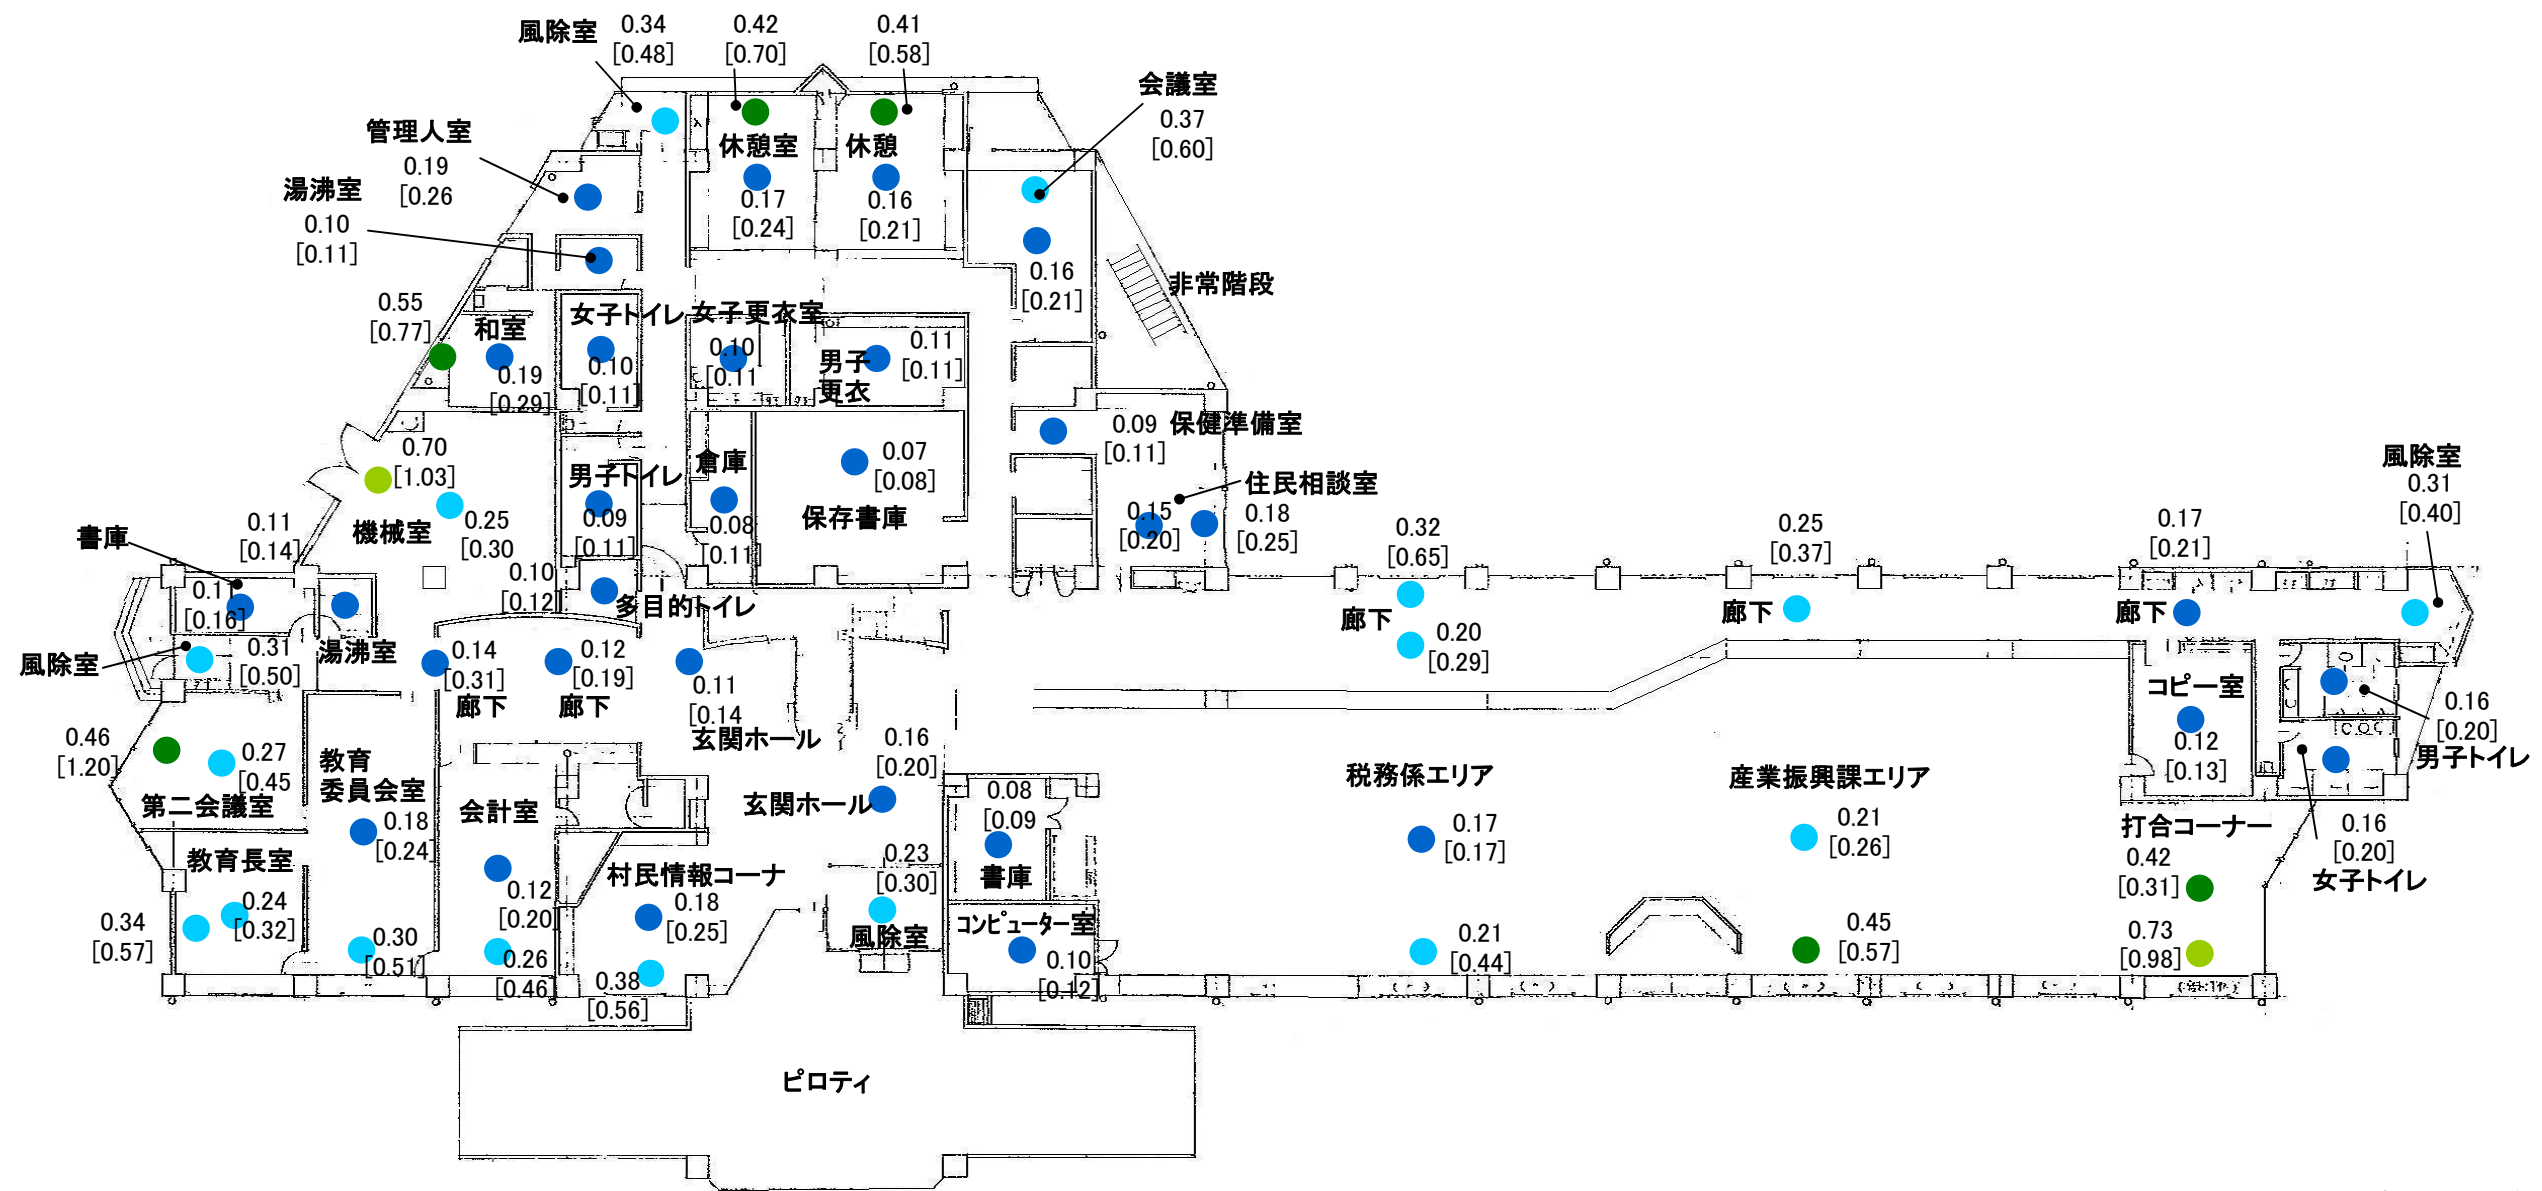 風除室
0.34
[0.48]
0.42
[0.70]
0.41
[0.58]
会議室
0.37
[0.60]
管理人室
0.19
[0.26
休憩室
0.17
[0.24]
休憩
0.16
[0.21]
湯沸室
0.10
[0.11]
0.16
[0.21]
非常階段
0.55
[0.77]
和室
0.19
[0.29]
女子トイレ
0.10
[0.11]
女子更衣室
0.10
[0.11
男子
更衣
0.11
[0.11]
0.70
[1.03]
機械室
0.25
[0.30
男子トイレ
0.09
[0.11]
倉庫
0.08
[0.11
0.07
[0.08]
保存書庫
0.09
[0.11]
保健準備室
住民相談室
0.15
[0.20]
0.18
[0.25]
0.32
[0.65]
廊下
0.20
[0.29]
0.25
[0.37]
廊下
0.17
[0.21]
廊下
風除室
0.31
[0.40]
書庫
0.11
[0.14]
0.11
[0.16]
湯沸室
風除室
0.31
[0.50]
0.10
[0.12
多目的トイレ
0.14
[0.31]
廊下
0.12
[0.19]
廊下
0.11
[0.14
玄関ホール
0.46
[1.20]
0.27
[0.45
第二会議室
教育
委員会室
0.18
[0.24]
会計室
0.12
[0.20]
玄関ホール
0.16
[0.20]
0.08
[0.09
書庫
税務係エリア
0.17
[0.17]
産業振興課エリア
0.21
[0.26]
コピー室
0.12
[0.13]
0.16
[0.20]
男子トイレ
打合コーナー
0.42
[0.31]
0.16
[0.20]
女子トイレ
教育長室
0.24
[0.32]
0.34
[0.57]
0.30
[0.51]
0.26
[0.46]
村民情報コーナ
0.18
[0.25]
0.38
[0.56]
0.23
[0.30]
風除室
コンピューター室
0.10
[0.12]
0.21
[0.44]
0.45
[0.57]
0.73
[0.98]
ピロティ